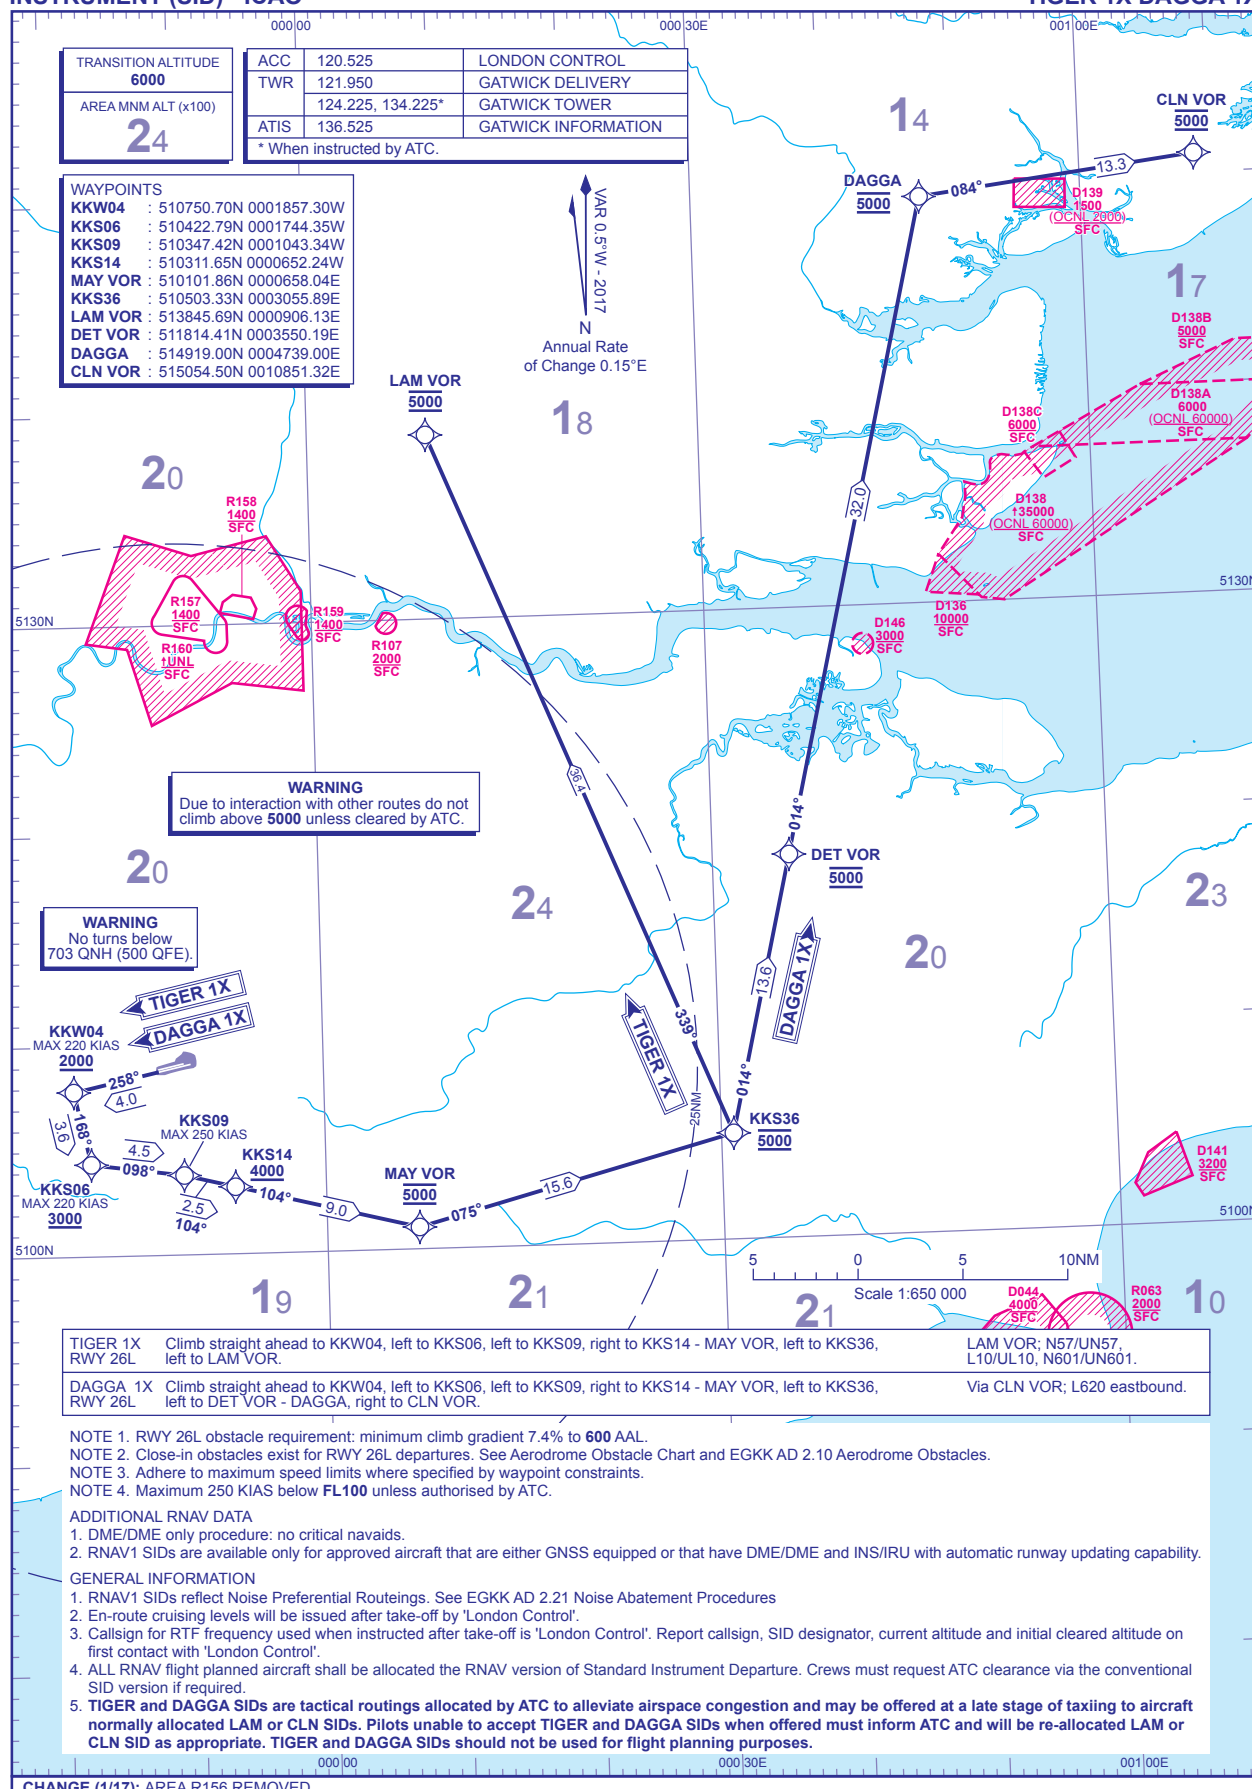 INSTRUMENT (SID) - ICAO
TIGER 1X DAGGA 1X
000 00
000 30E
001 00E
TRANSITION ALTITUDE
6000
AREA MNM ALT (x100)
24
ACC 120.525 LONDON CONTROL
TWR 121.950 GATWICK DELIVERY
124.225, 134.225* GATWICK TOWER
ATIS 136.525 GATWICK INFORMATION
* When instructed by ATC.
WAYPOINTS
KKW04 : 510750.70N 0001857.30W
KKS06 : 510422.79N 0001744.35W
KKS09 : 510347.42N 0001043.34W
KKS14 : 510311.65N 0000652.24W
MAY VOR : 510101.86N 0000658.04E
KKS36 : 510503.33N 0003055.89E
LAM VOR : 513845.69N 0000906.13E
DET VOR : 511814.41N 0003550.19E
DAGGA : 514919.00N 0004739.00E
CLN VOR : 515054.50N 0010851.32E
VAR 0.5°W - 2017
N
Annual Rate
of Change 0.15°E
14
CLN VOR
5000
13.3
084°
DAGGA
5000
D139
1500
(OCNL 2000)
SFC
17
D138B
5000
SFC
D138A
6000
(OCNL 60000)
SFC
D138C
6000
SFC
D138
↑35000
(OCNL 60000)
SFC
LAM VOR
5000
18
20
32.0
R158
1400
SFC
R157
1400
SFC
R159
1400
SFC
R160
↑UNL
SFC
R107
2000
SFC
D146
3000
SFC
D136
10000
SFC
5130N
5130N
36.4
WARNING
Due to interaction with other routes do not
climb above 5000 unless cleared by ATC.
014°
DET VOR
5000
20
24
23
20
WARNING
No turns below
703 QNH (500 QFE).
13.6
DAGGA 1X
TIGER 1X
DAGGA 1X
339°
TIGER 1X
014°
25NM
KKW04
MAX 220 KIAS
2000
258°
4.0
168°
3.6
KKS09
MAX 250 KIAS
4.5
098°
KKS06
MAX 220 KIAS
3000
KKS14
4000
2.5
104°
104°
9.0
MAY VOR
5000
075°
15.6
KKS36
5000
D141
3200
SFC
5100N
5100N
5 0 5 10NM
Scale 1:650 000
19
21
21
D044
4000
SFC
R063
2000
SFC
10
TIGER 1X Climb straight ahead to KKW04, left to KKS06, left to KKS09, right to KKS14 - MAY VOR, left to KKS36, LAM VOR; N57/UN57,
RWY 26L left to LAM VOR. L10/UL10, N601/UN601.
DAGGA 1X Climb straight ahead to KKW04, left to KKS06, left to KKS09, right to KKS14 - MAY VOR, left to KKS36, Via CLN VOR; L620 eastbound.
RWY 26L left to DET VOR - DAGGA, right to CLN VOR.
NOTE 1. RWY 26L obstacle requirement: minimum climb gradient 7.4% to 600 AAL.
NOTE 2. Close-in obstacles exist for RWY 26L departures. See Aerodrome Obstacle Chart and EGKK AD 2.10 Aerodrome Obstacles.
NOTE 3. Adhere to maximum speed limits where specified by waypoint constraints.
NOTE 4. Maximum 250 KIAS below FL100 unless authorised by ATC.
ADDITIONAL RNAV DATA
1. DME/DME only procedure: no critical navaids.
2. RNAV1 SIDs are available only for approved aircraft that are either GNSS equipped or that have DME/DME and INS/IRU with automatic runway updating capability.
GENERAL INFORMATION
1. RNAV1 SIDs reflect Noise Preferential Routeings. See EGKK AD 2.21 Noise Abatement Procedures
2. En-route cruising levels will be issued after take-off by 'London Control'.
3. Callsign for RTF frequency used when instructed after take-off is 'London Control'. Report callsign, SID designator, current altitude and initial cleared altitude on
first contact with 'London Control'.
4. ALL RNAV flight planned aircraft shall be allocated the RNAV version of Standard Instrument Departure. Crews must request ATC clearance via the conventional
SID version if required.
5. TIGER and DAGGA SIDs are tactical routings allocated by ATC to alleviate airspace congestion and may be offered at a late stage of taxiing to aircraft
normally allocated LAM or CLN SIDs. Pilots unable to accept TIGER and DAGGA SIDs when offered must inform ATC and will be re-allocated LAM or
CLN SID as appropriate. TIGER and DAGGA SIDs should not be used for flight planning purposes.
000 00
000 30E
001 00E
CHANGE (1/17): AREA R156 REMOVED